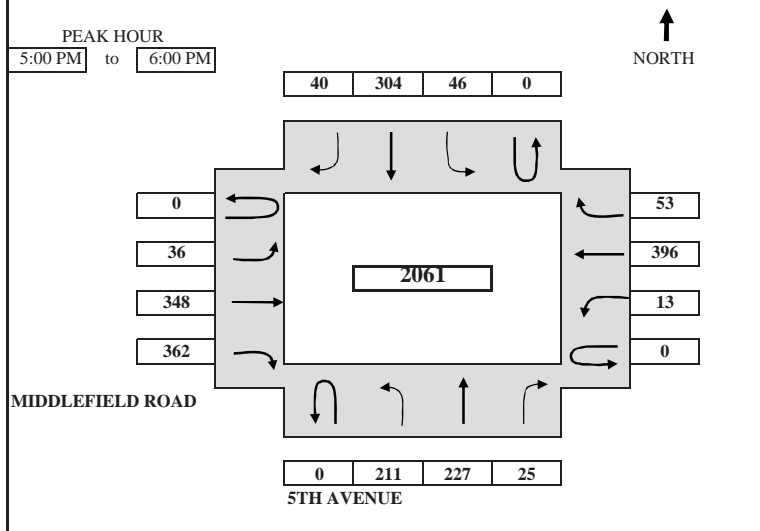 PEAK HOUR
5:00 PM to 6:00 PM
NORTH
40 304 46 0
0
36
348
362
2061
53
396
13
0
MIDDLEFIELD ROAD
0 211 227 25
5TH AVENUE